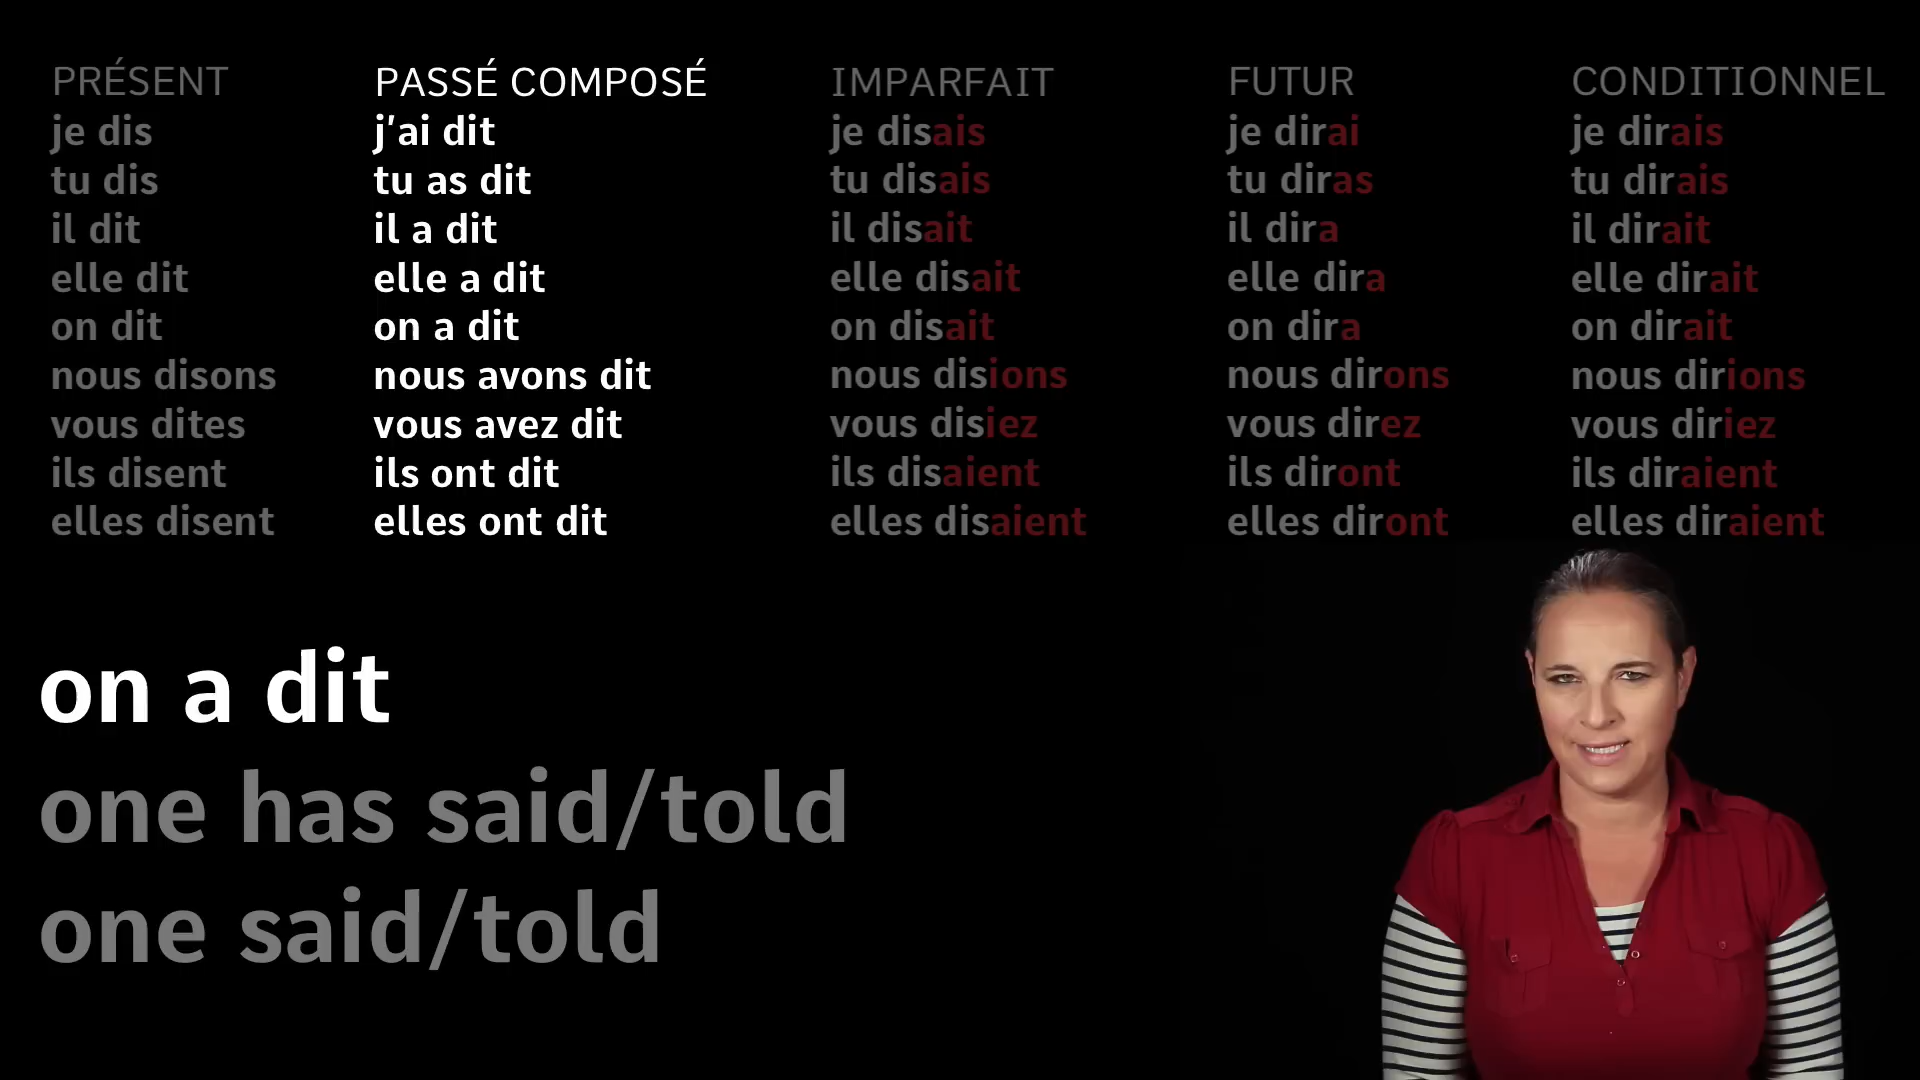 PRÉSENT
je dis
tu dis
il dit
elle dit
on dit
nous disons
vous dites
ils disent
elles disent
PASSÉ COMPOSÉ
j'ai dit
tu as dit
il a dit
elle a dit
on a dit
nous avons dit
vous avez dit
ils ont dit
elles ont dit
IMPARFAIT
je disais
tu disais
il disait
elle disait
on disait
nous disions
vous disiez
ils disaient
elles disaient
FUTUR
je dirai
tu diras
il dira
elle dira
on dira
nous dirons
vous direz
ils diront
elles diront
CONDITIONNEL
je dirais
tu dirais
il dirait
elle dirait
on dirait
nous dirions
vous diriez
ils diraient
elles diraient
on a dit
one has said/told
one said/told